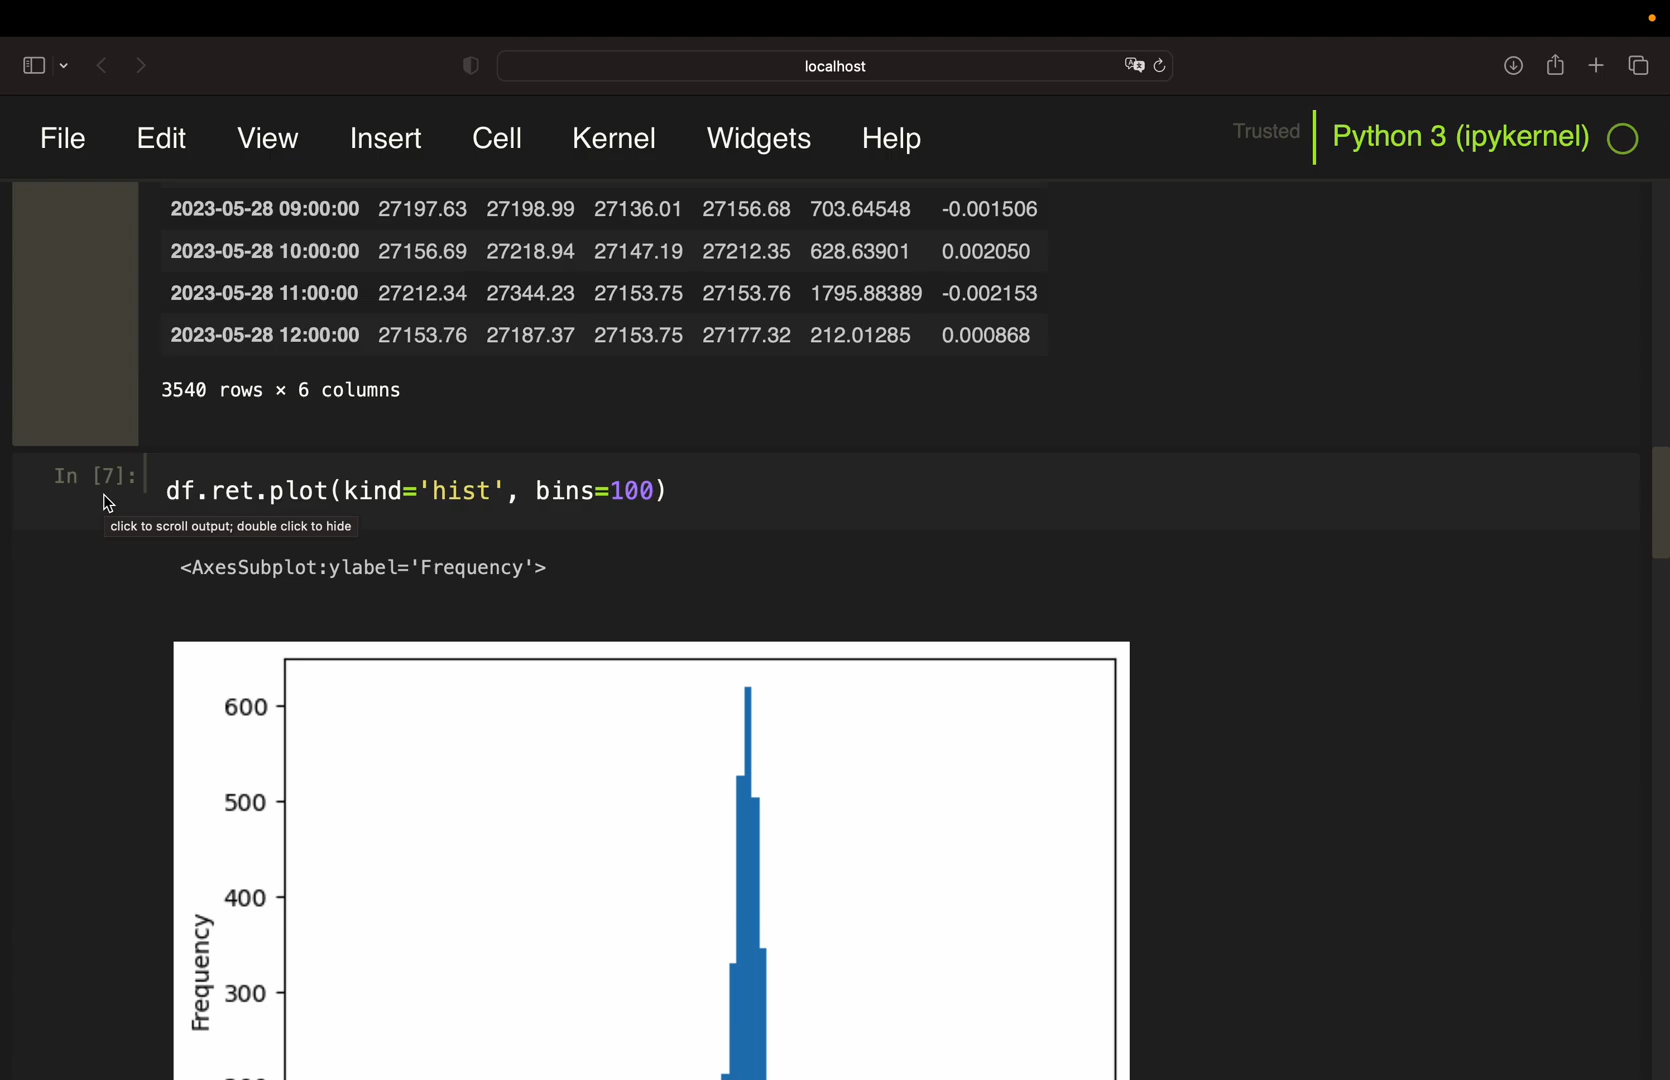 localhost
File Edit View Insert Cell Kernel Widgets Help Trusted Python 3 (ipykernel)
2023-05-28 09:00:00 27197.63 27198.99 27136.01 27156.68 703.64548 -0.001506
2023-05-28 10:00:00 27156.69 27218.94 27147.19 27212.35 628.63901 0.002050
2023-05-28 11:00:00 27212.34 27344.23 27153.75 27153.76 1795.88389 -0.002153
2023-05-28 12:00:00 27153.76 27187.37 27153.75 27177.32 212.01285 0.000868
3540 rows × 6 columns
In [7]: df.ret.plot(kind='hist', bins=100)
click to scroll output; double click to hide
<AxesSubplot:ylabel='Frequency'>
600
500
400
300
Frequency